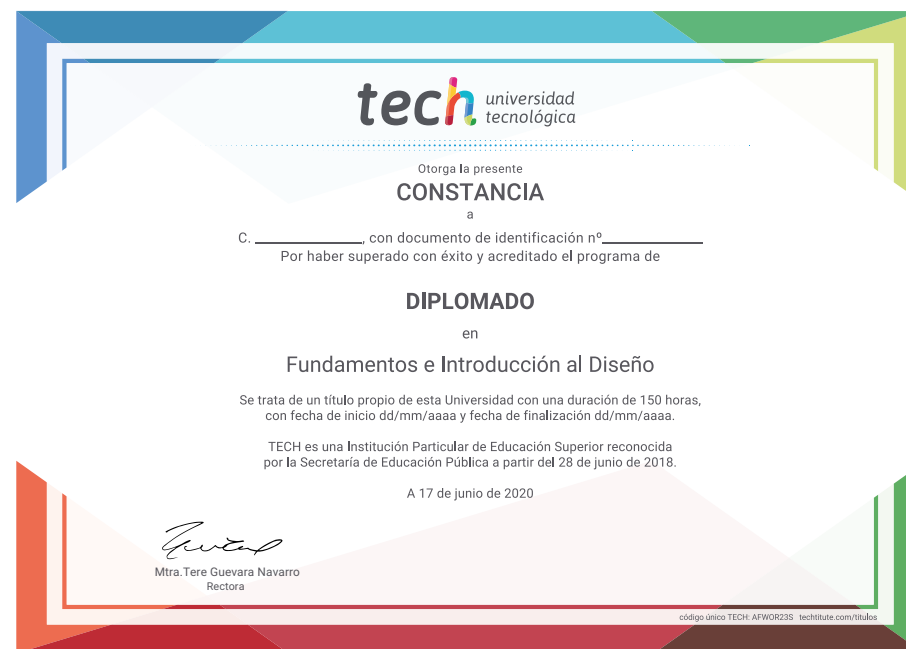 tech universidad
tecnológica
Otorga la presente
CONSTANCIA
a
C. ____________, con documento de identificación nº____________
Por haber superado con éxito y acreditado el programa de
DIPLOMADO
en
Fundamentos e Introducción al Diseño
Se trata de un título propio de esta Universidad con una duración de 150 horas,
con fecha de inicio dd/mm/aaaa y fecha de finalización dd/mm/aaaa.
TECH es una Institución Particular de Educación Superior reconocida
por la Secretaría de Educación Pública a partir del 28 de junio de 2018.
A 17 de junio de 2020
Mtra.Tere Guevara Navarro
Rectora
código único TECH: AFWOR23S techtitute.com/titulos